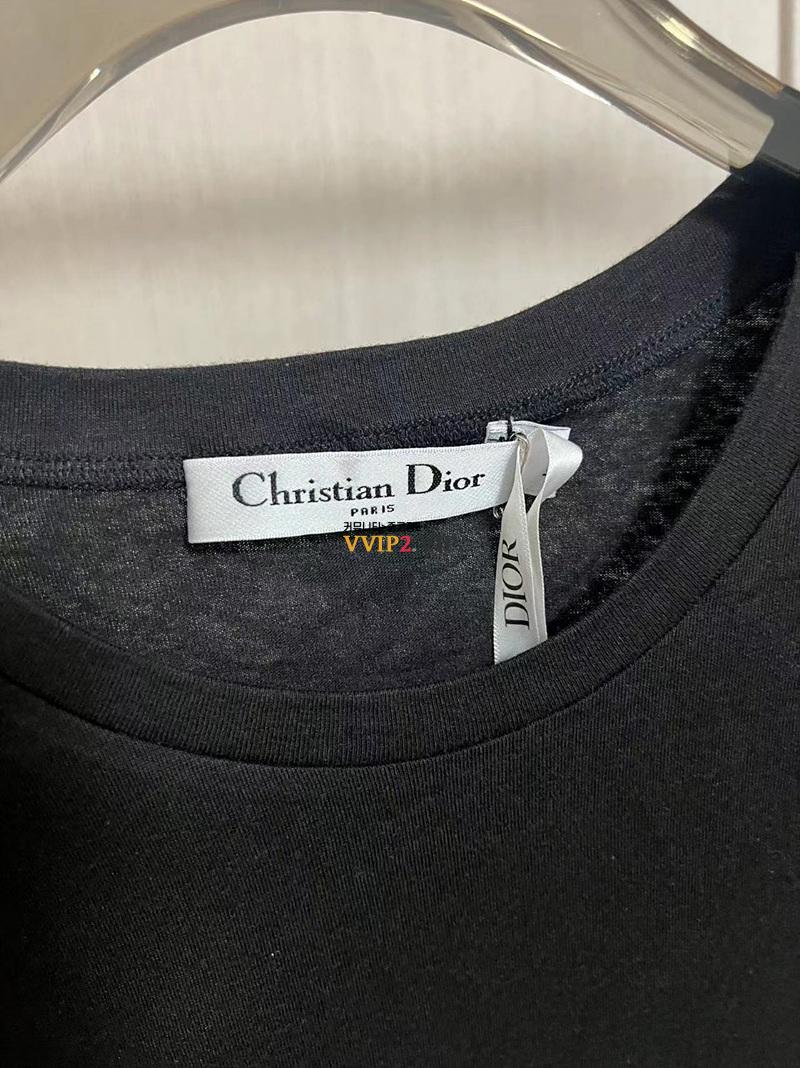 Christian Dior
PARIS
VVIP2.
DIOR